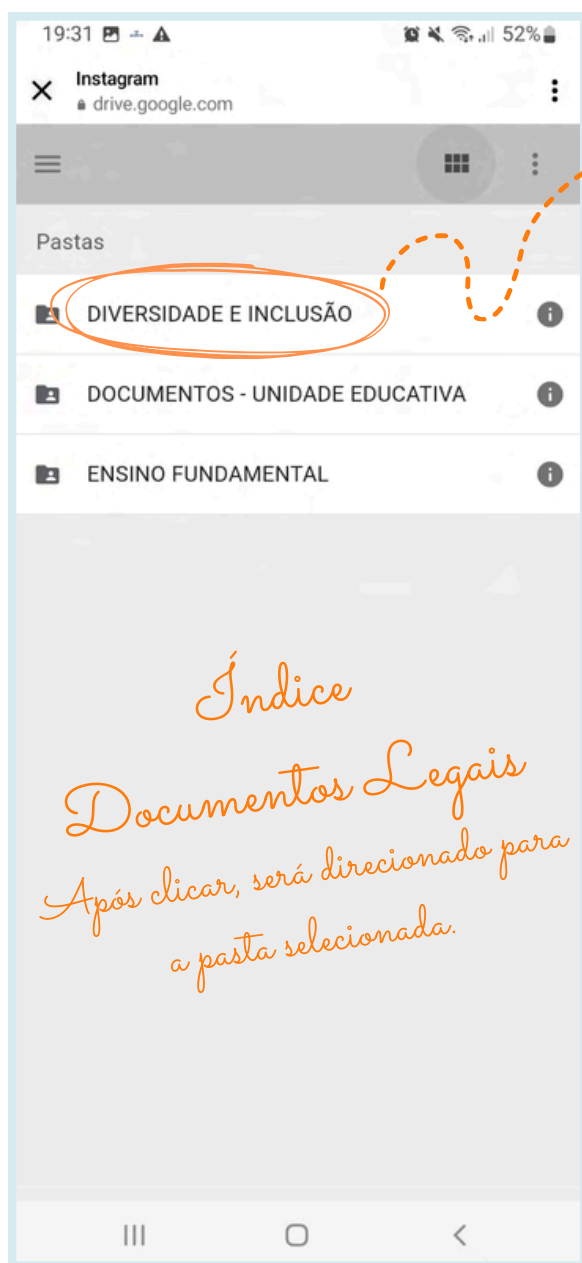 19:31 52%
Instagram
drive.google.com
Pastas
DIVERSIDADE E INCLUSÃO
DOCUMENTOS - UNIDADE EDUCATIVA
ENSINO FUNDAMENTAL
Índice
Documentos Legais
Após clicar, será direcionado para
a pasta selecionada.